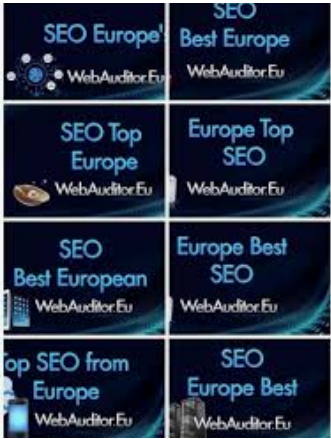 SEO Europe's
WebAuditor.Eu
SEO
Best Europe
WebAuditor.Eu
SEO Top
Europe
WebAuditor.Eu
Europe Top
SEO
WebAuditor.Eu
SEO
Best European
WebAuditor.Eu
Europe Best
SEO
WebAuditor.Eu
op SEO from
Europe
WebAuditor.Eu
SEO
Europe Best
WebAuditor.Eu